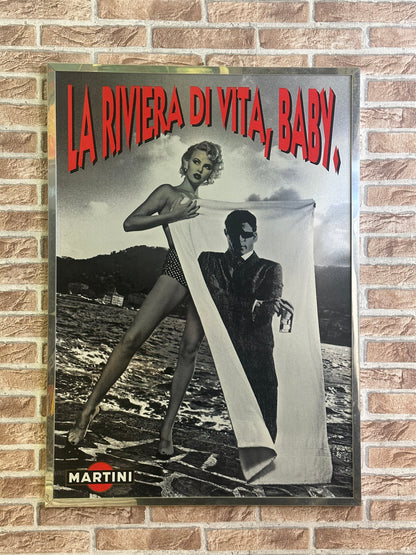 LA RIVIERA DI VITA, BABY.
MARTINI